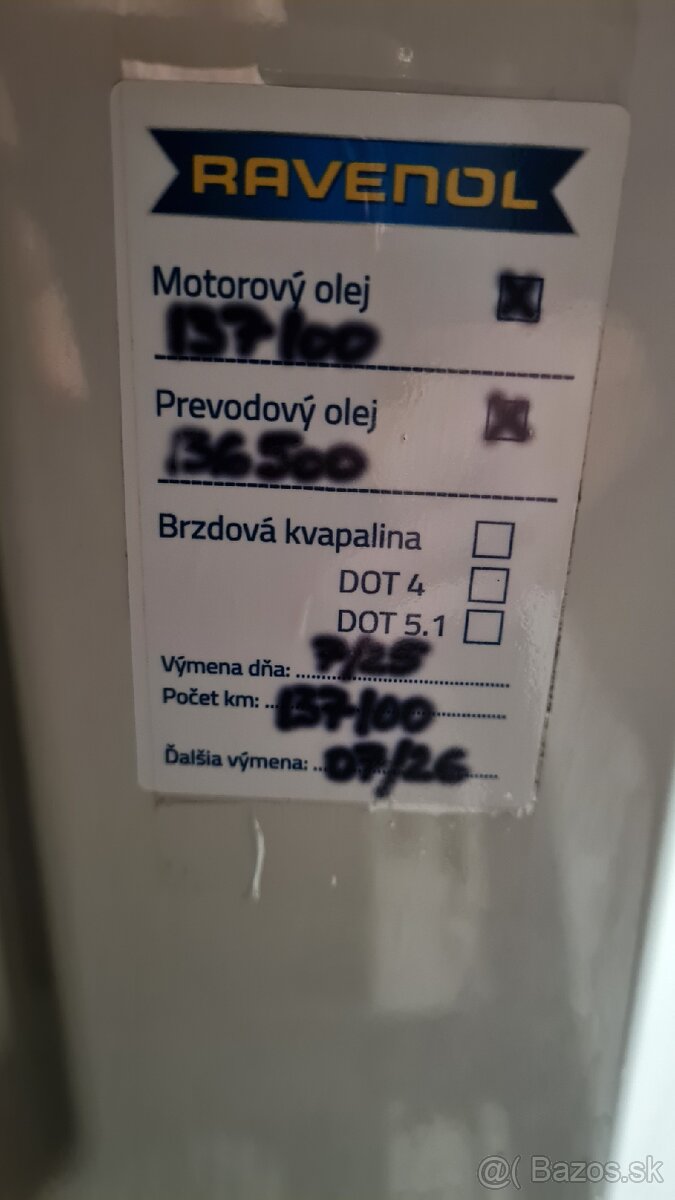 RAVENOL
Motorový olej
137100
Prevodový olej
136500
Brzdová kvapalina
DOT 4
DOT 5.1
Výmena dňa: 7/25
Počet km: 137100
Ďalšia výmena: 07/26
@( Bazos.sk